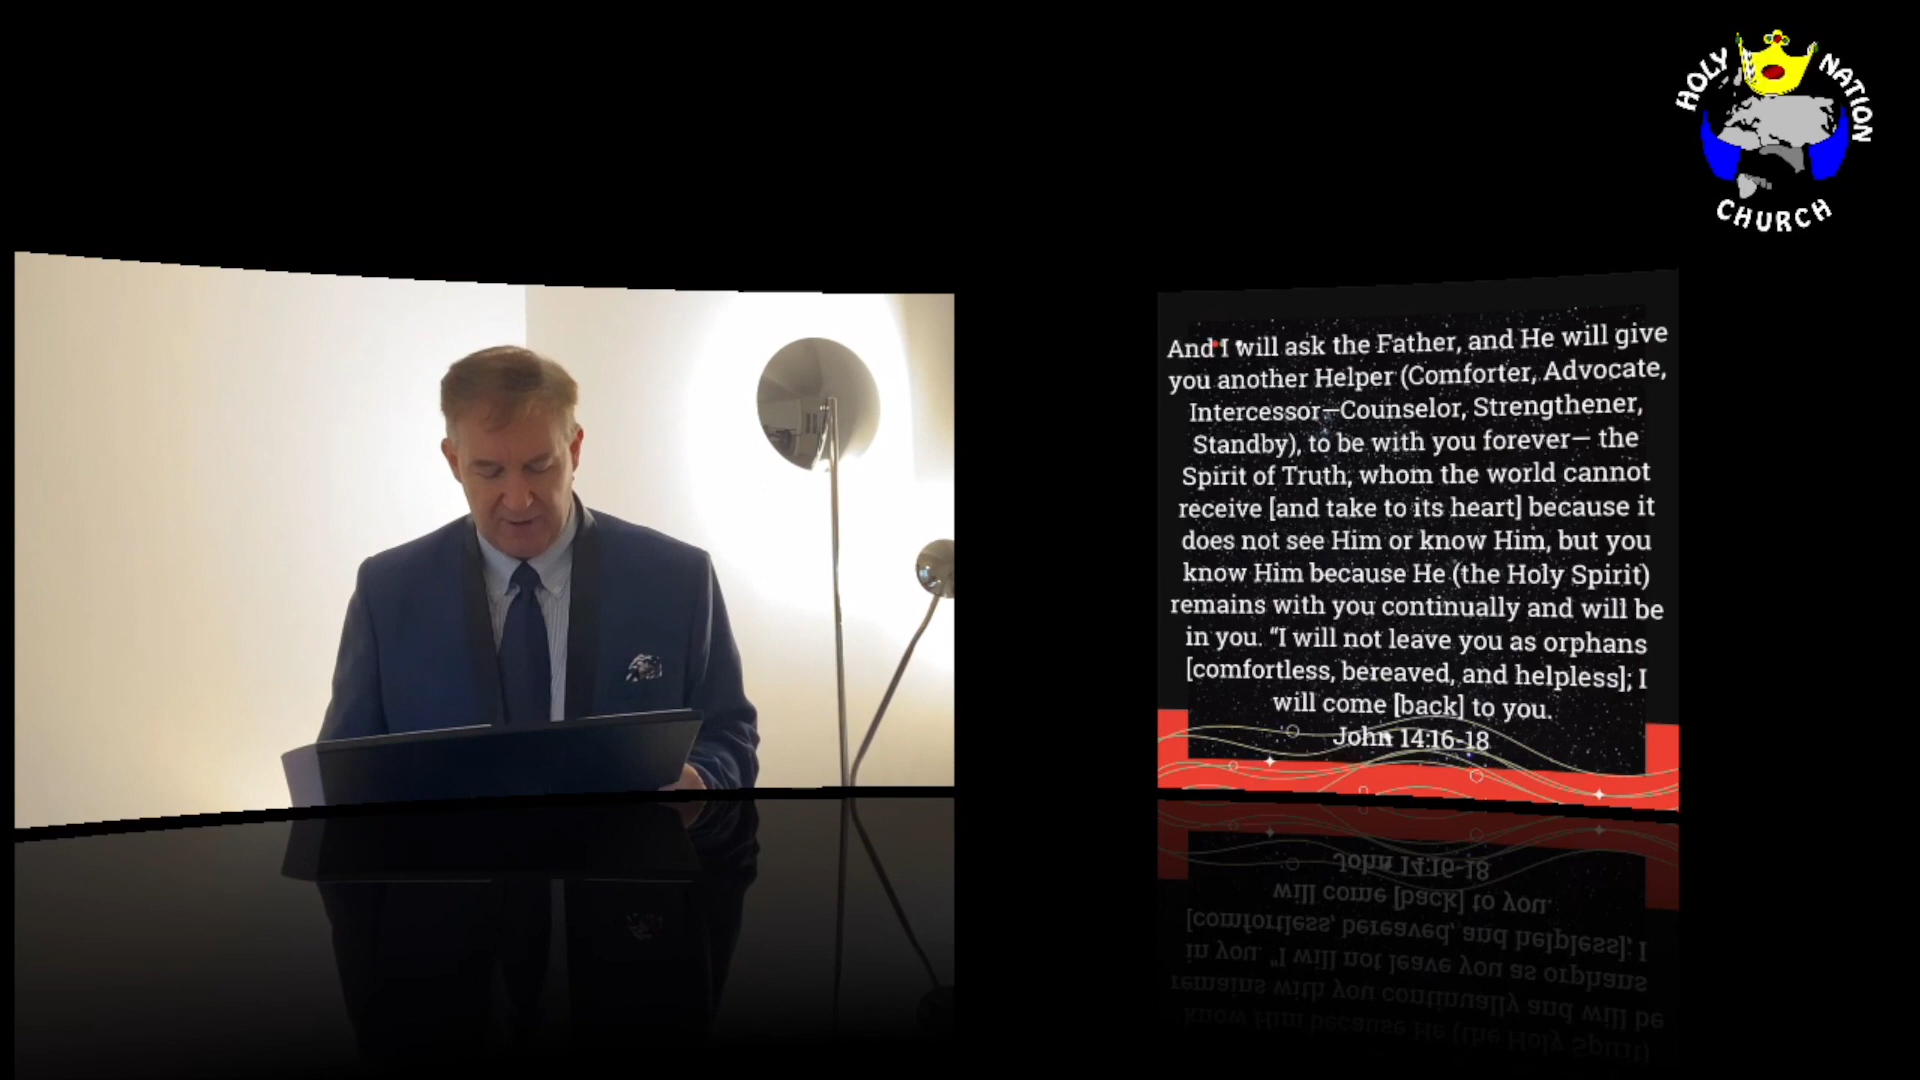 HOLY NATION
CHURCH
And I will ask the Father, and He will give
you another Helper (Comforter, Advocate,
Intercessor—Counselor, Strengthener,
Standby), to be with you forever— the
Spirit of Truth, whom the world cannot
receive [and take to its heart] because it
does not see Him or know Him, but you
know Him because He (the Holy Spirit)
remains with you continually and will be
in you. “I will not leave you as orphans
[comfortless, bereaved, and helpless]; I
will come [back] to you.
John 14:16-18